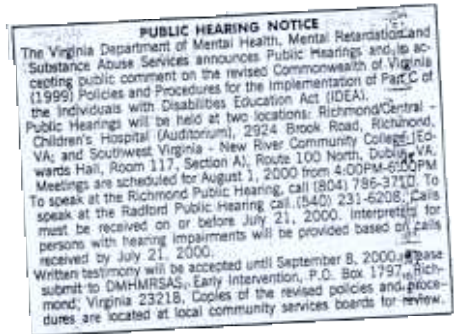 PUBLIC HEARING NOTICE
The Virginia Department of Mental Health, Mental Retardation and
Substance Abuse Services announces Public Hearings and is ac-
cepting public comment on the revised Commonwealth of Virginia
(1999) Policies and Procedures for the Implementation of Part C of
the Individuals with Disabilities Education Act (IDEA).
Public Hearings will be held at two locations: Richmond/Central -
Children's Hospital (Auditorium), 2924 Brook Road, Richmond,
VA; and Southwest Virginia - New River Community College (Ed-
wards Hall, Room 117, Section A), Route 100 North, Dublin, VA.
Meetings are scheduled for August 1, 2000 from 4:00PM-6:00PM
To speak at the Richmond Public Hearing, call (804) 786-3710. To
speak at the Radford Public Hearing call (540) 231-6208. Calls
must be received on or before July 21, 2000. Interpreters for
persons with hearing impairments will be provided based on calls
received by July 21, 2000.
Written testimony will be accepted until September 8, 2000. Please
submit to DMHMRSAS, Early Intervention, P.O. Box 1797, Rich-
mond, Virginia 23218. Copies of the revised policies and proce-
dures are located at local community services boards for review.